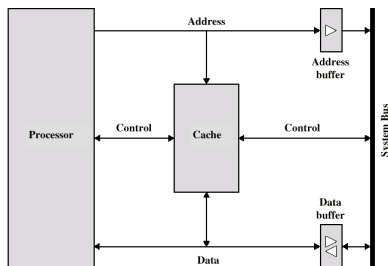 Address
Address
buffer
Processor
Control
Cache
Control
System Bus
Data
buffer
Data